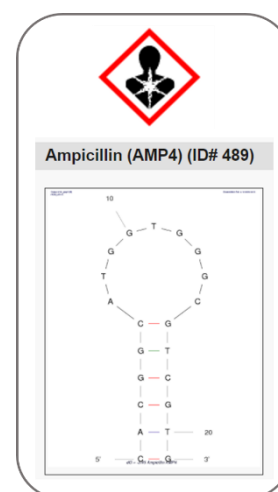 Ampicillin (AMP4) (ID# 489)
10
G T G
G G
T G
A C
C G
G T
G C
C G
A T 20
5' C G 3'